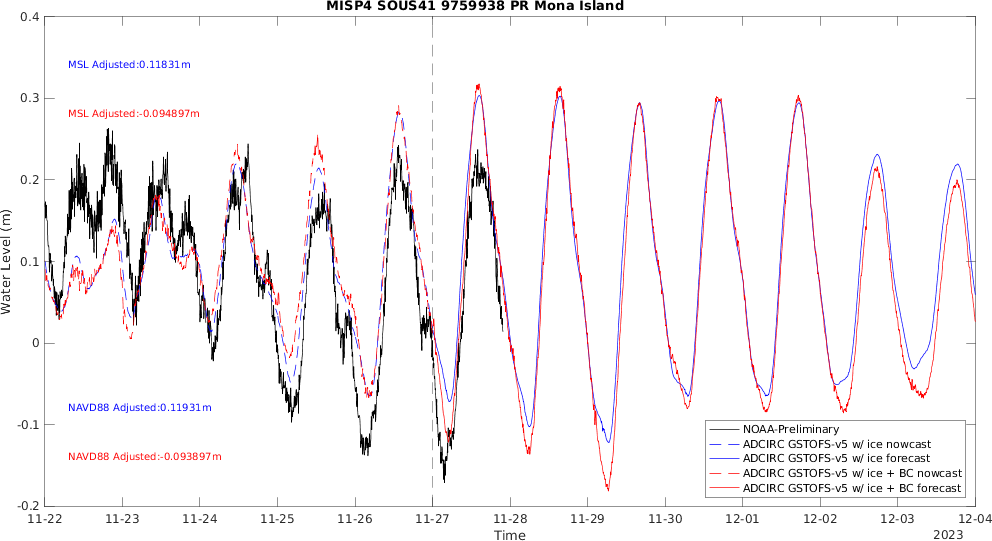 MISP4 SOUS41 9759938 PR Mona Island
0.4
0.3
0.2
0.1
0
-0.1
-0.2
Water Level (m)
MSL Adjusted:0.11831m
MSL Adjusted:-0.094897m
NAVD88 Adjusted:0.11931m
NAVD88 Adjusted:-0.093897m
NOAA-Preliminary
ADCIRC GSTOFS-v5 w/ ice nowcast
ADCIRC GSTOFS-v5 w/ ice forecast
ADCIRC GSTOFS-v5 w/ ice + BC nowcast
ADCIRC GSTOFS-v5 w/ ice + BC forecast
11-22 11-23 11-24 11-25 11-26 11-27 11-28 11-29 11-30 12-01 12-02 12-03 12-04
Time
2023